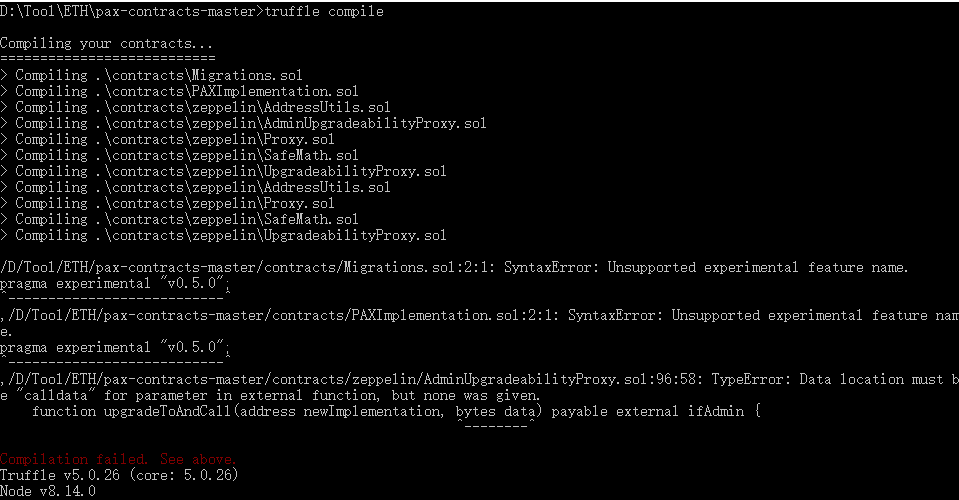 D:\Tool\ETH\pax-contracts-master>truffle compile
Compiling your contracts...
===========================
> Compiling .\contracts\Migrations.sol
> Compiling .\contracts\PAXImplementation.sol
> Compiling .\contracts\zeppelin\AddressUtils.sol
> Compiling .\contracts\zeppelin\AdminUpgradeabilityProxy.sol
> Compiling .\contracts\zeppelin\Proxy.sol
> Compiling .\contracts\zeppelin\SafeMath.sol
> Compiling .\contracts\zeppelin\UpgradeabilityProxy.sol
> Compiling .\contracts\zeppelin\AddressUtils.sol
> Compiling .\contracts\zeppelin\Proxy.sol
> Compiling .\contracts\zeppelin\SafeMath.sol
> Compiling .\contracts\zeppelin\UpgradeabilityProxy.sol
/D/Tool/ETH/pax-contracts-master/contracts/Migrations.sol:2:1: SyntaxError: Unsupported experimental feature name.
pragma experimental "v0.5.0";
^---------------------------^
,/D/Tool/ETH/pax-contracts-master/contracts/PAXImplementation.sol:2:1: SyntaxError: Unsupported experimental feature nam
e.
pragma experimental "v0.5.0";
^---------------------------^
,/D/Tool/ETH/pax-contracts-master/contracts/zeppelin/AdminUpgradeabilityProxy.sol:96:58: TypeError: Data location must b
e "calldata" for parameter in external function, but none was given.
    function upgradeToAndCall(address newImplementation, bytes data) payable external ifAdmin {
                                                         ^--------^
Compilation failed. See above.
Truffle v5.0.26 (core: 5.0.26)
Node v8.14.0